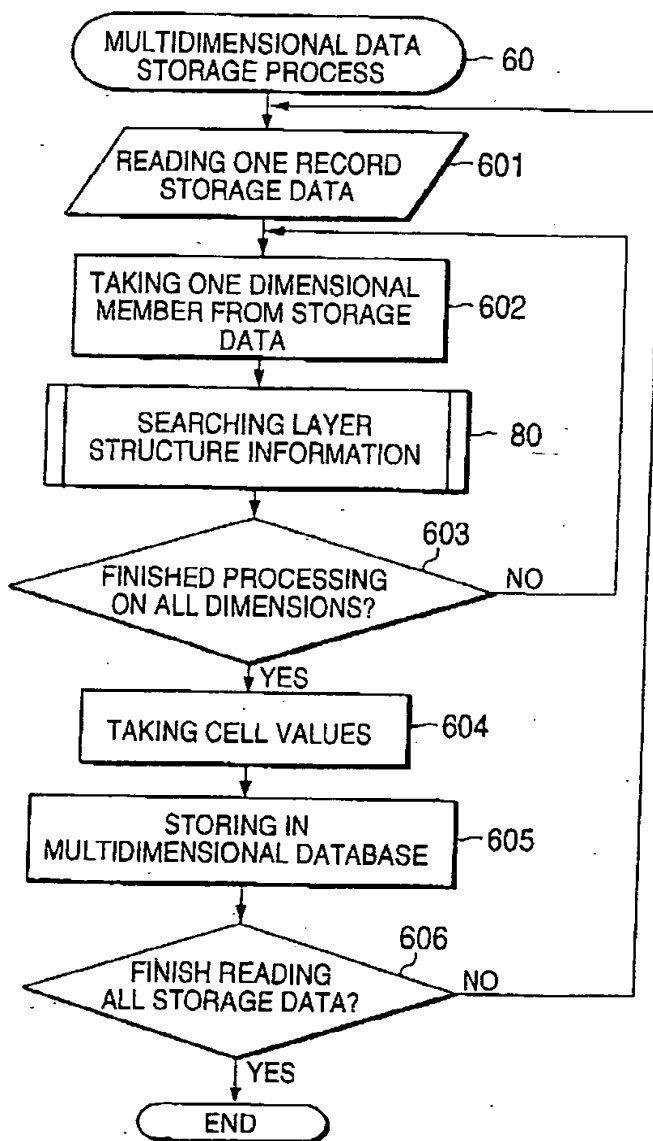 MULTIDIMENSIONAL DATA
STORAGE PROCESS
60
READING ONE RECORD
STORAGE DATA
601
TAKING ONE DIMENSIONAL
MEMBER FROM STORAGE
DATA
602
SEARCHING LAYER
STRUCTURE INFORMATION
80
603
FINISHED PROCESSING
ON ALL DIMENSIONS?
NO
YES
TAKING CELL VALUES
604
STORING IN
MULTIDIMENSIONAL DATABASE
605
606
FINISH READING
ALL STORAGE DATA?
NO
YES
END